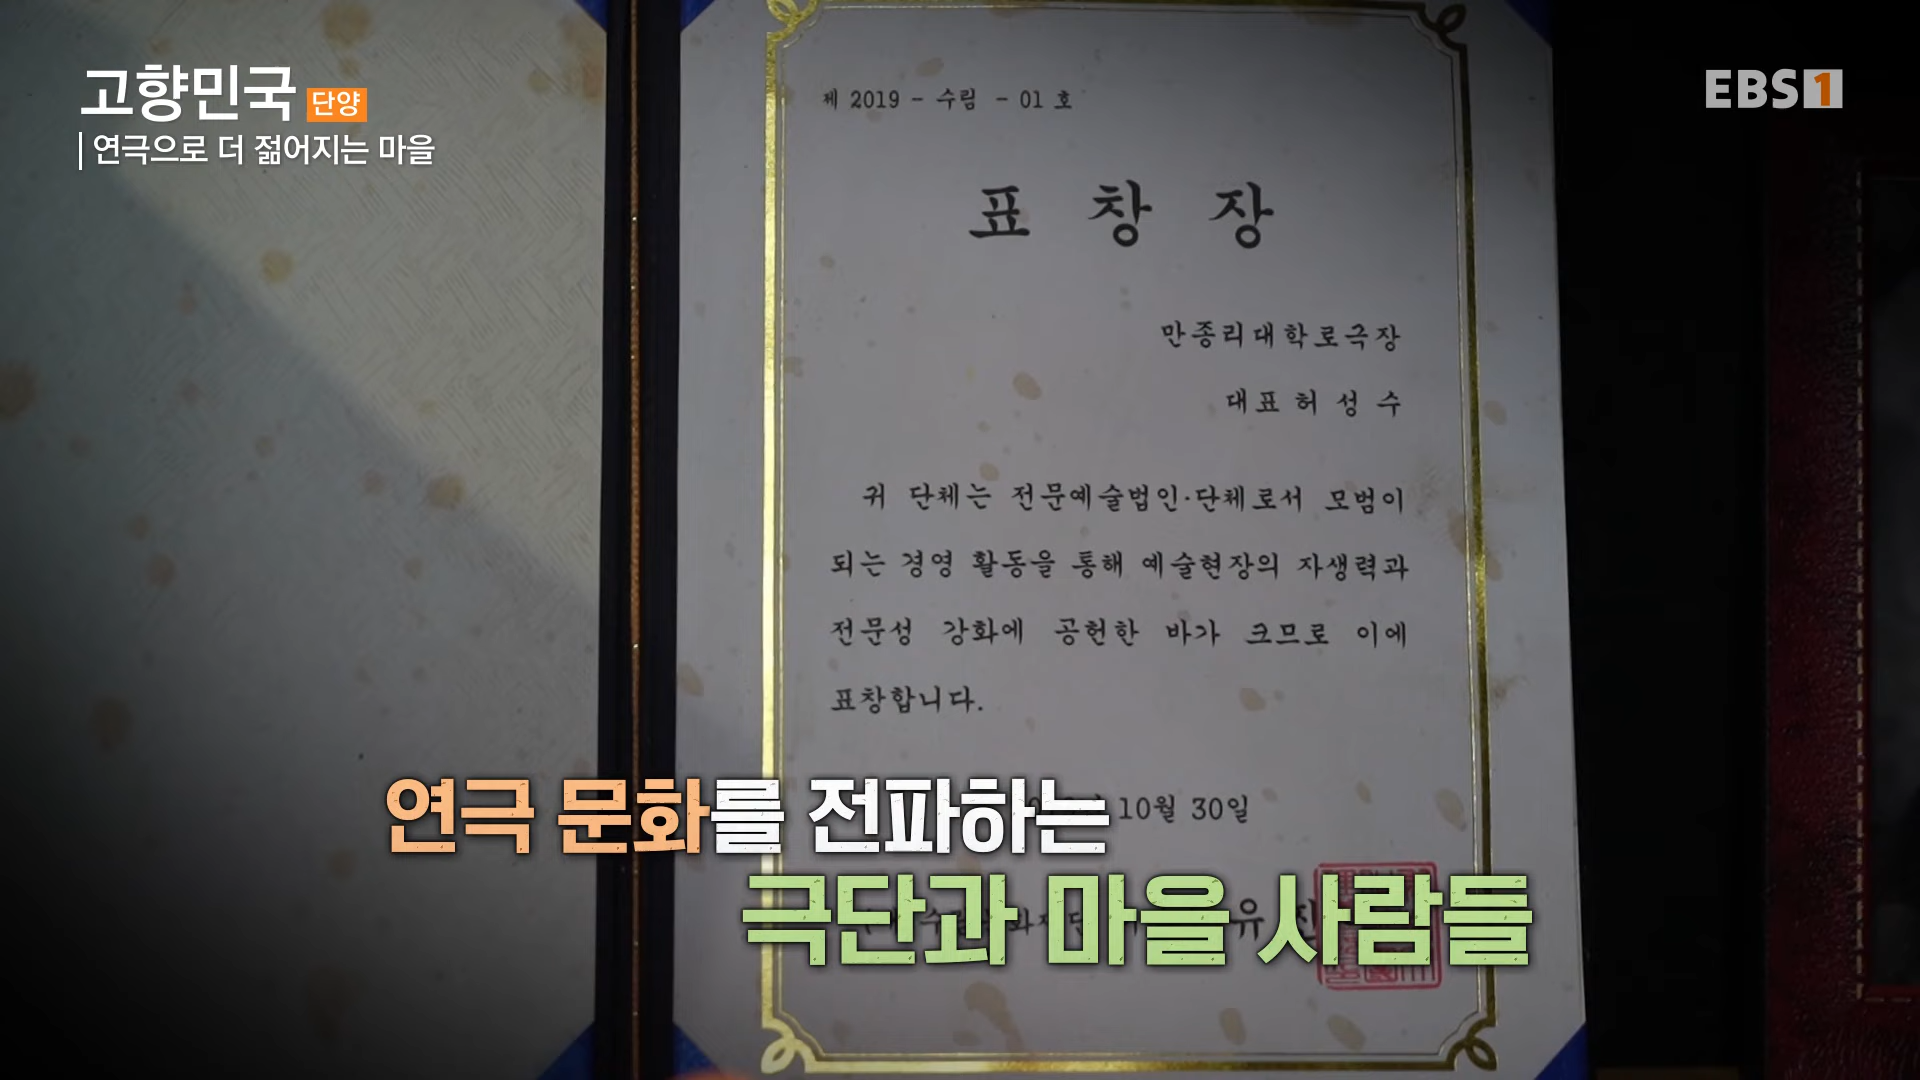 고향민국 단양
연극으로 더 젊어지는 마을
EBS1
제 2019 - 수림 - 01 호
표 창 장
만종리대학로극장
대표 허 성 수
귀 단체는 전문예술법인·단체로서 모범이
되는 경영 활동을 통해 예술현장의 자생력과
전문성 강화에 공헌한 바가 크므로 이에
표창합니다.
10월 30일
연극 문화를 전파하는
극단과 마을 사람들